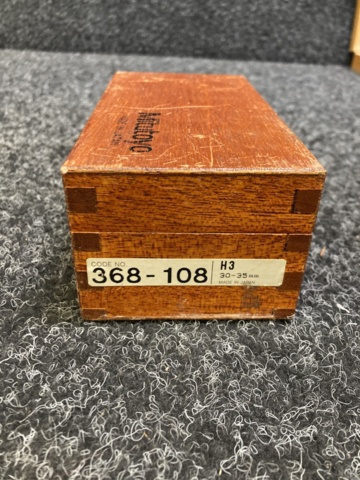 Mitutoyo
CODE NO.
368-108
H3
30-35mm
MADE IN JAPAN